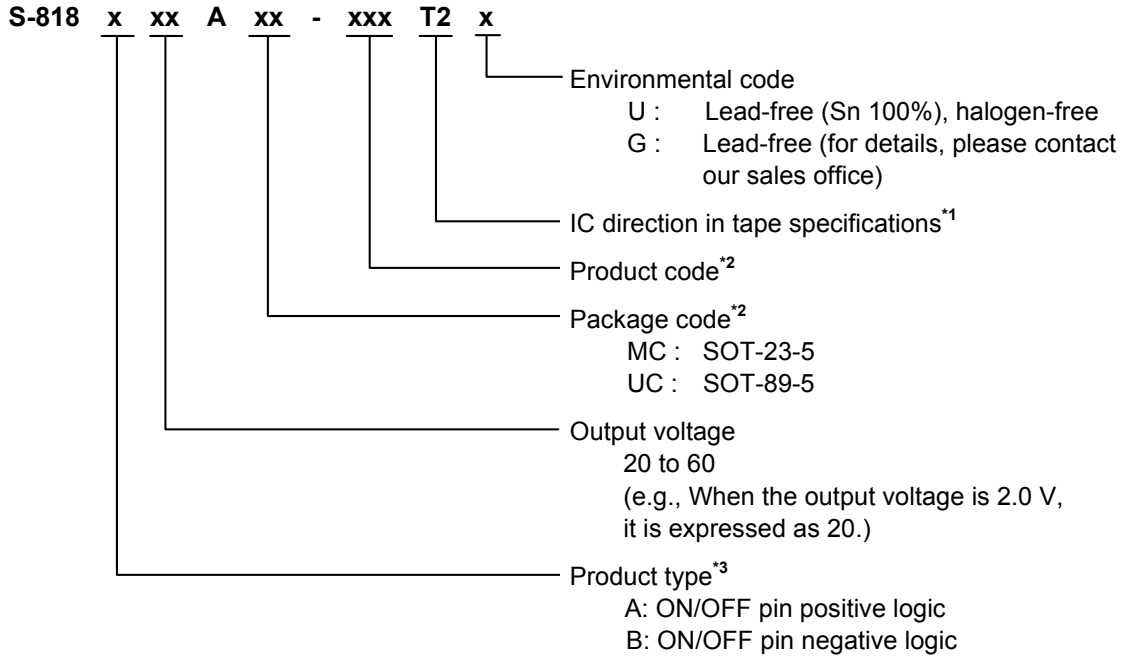 S-818 x xx A xx - xxx T2 x
Environmental code
U : Lead-free (Sn 100%), halogen-free
G : Lead-free (for details, please contact
our sales office)
IC direction in tape specifications*1
Product code*2
Package code*2
MC : SOT-23-5
UC : SOT-89-5
Output voltage
20 to 60
(e.g., When the output voltage is 2.0 V,
it is expressed as 20.)
Product type*3
A: ON/OFF pin positive logic
B: ON/OFF pin negative logic